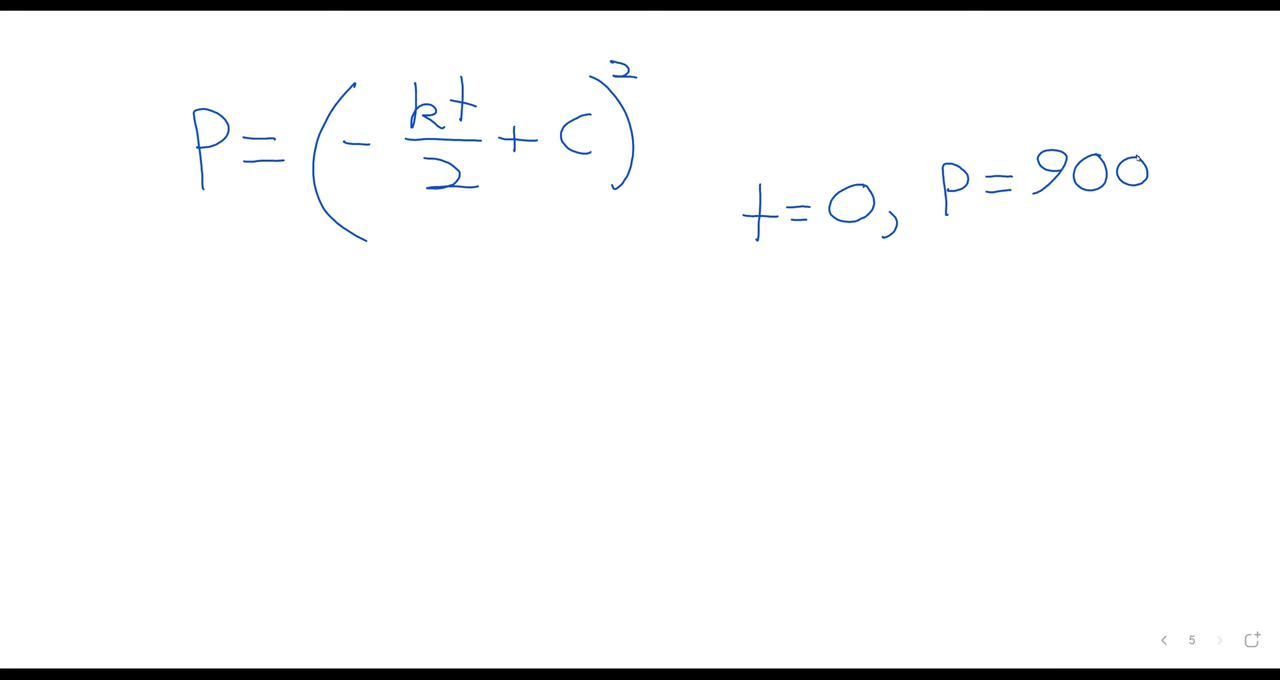 P = ( - kt/2 + C )²
t = 0, P = 900
5